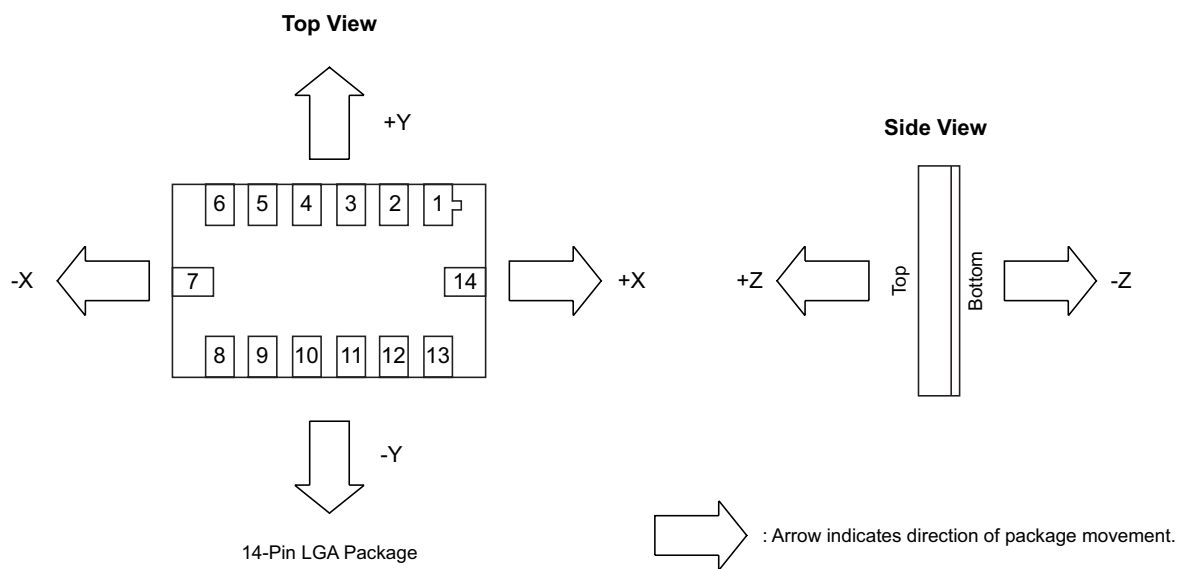 Top View
+Y
6 5 4 3 2 1
-X
7
14
+X
8 9 10 11 12 13
-Y
14-Pin LGA Package
Side View
+Z
Top
Bottom
-Z
: Arrow indicates direction of package movement.